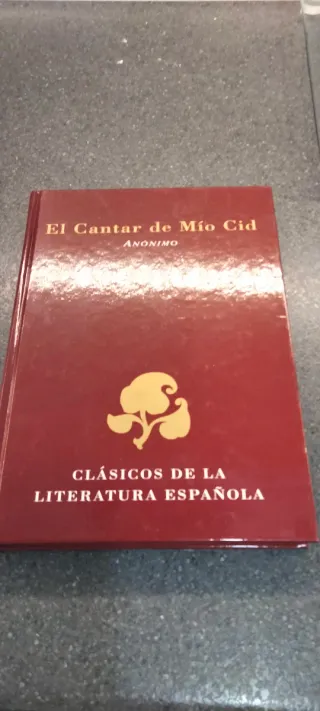 El Cantar de Mío Cid
ANÓNIMO
CLÁSICOS DE LA
LITERATURA ESPAÑOLA